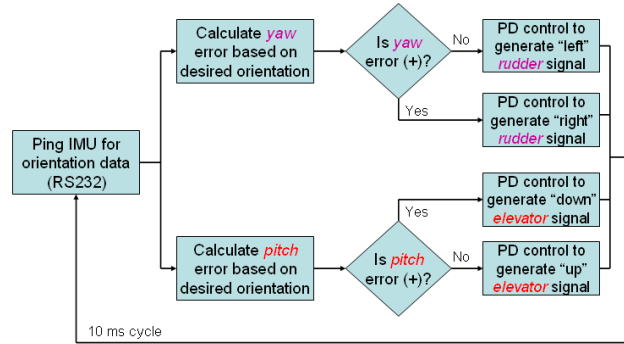 Calculate yaw
error based on
desired orientation
Is yaw
error (+)?
No
PD control to
generate “left”
rudder signal
Yes
PD control to
generate “right”
rudder signal
Ping IMU for
orientation data
(RS232)
Yes
PD control to
generate “down”
elevator signal
Calculate pitch
error based on
desired orientation
Is pitch
error (+)?
No
PD control to
generate “up”
elevator signal
10 ms cycle